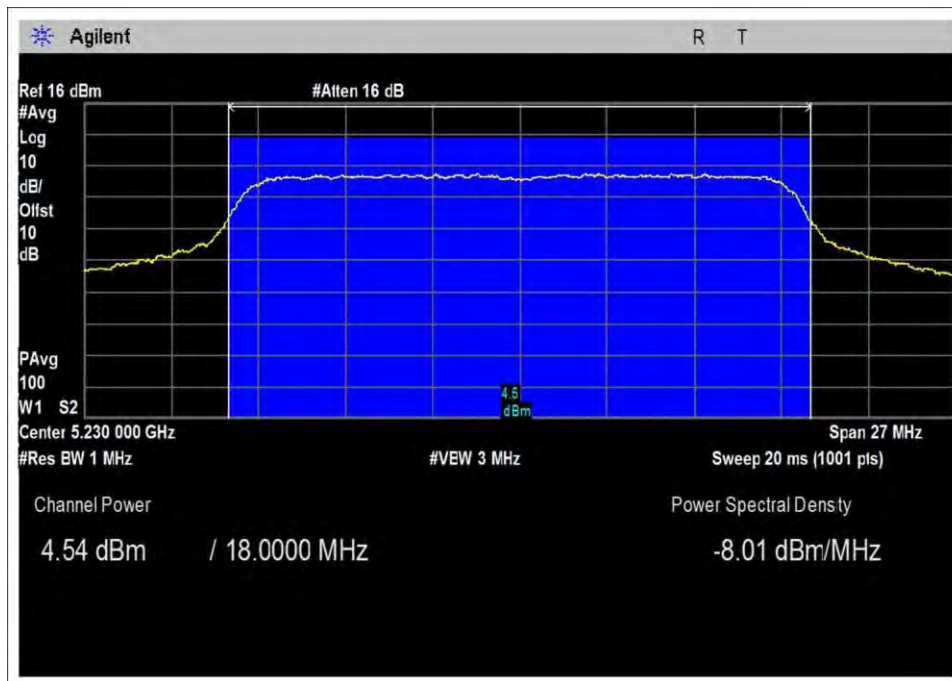 Agilent
R T
Ref 16 dBm #Atten 16 dB
#Avg
Log
10
dB/
Offst
10
dB
PAvg
100
W1 S2
4.5
dBm
Center 5.230 000 GHz Span 27 MHz
#Res BW 1 MHz #VBW 3 MHz Sweep 20 ms (1001 pts)
Channel Power Power Spectral Density
4.54 dBm / 18.0000 MHz -8.01 dBm/MHz